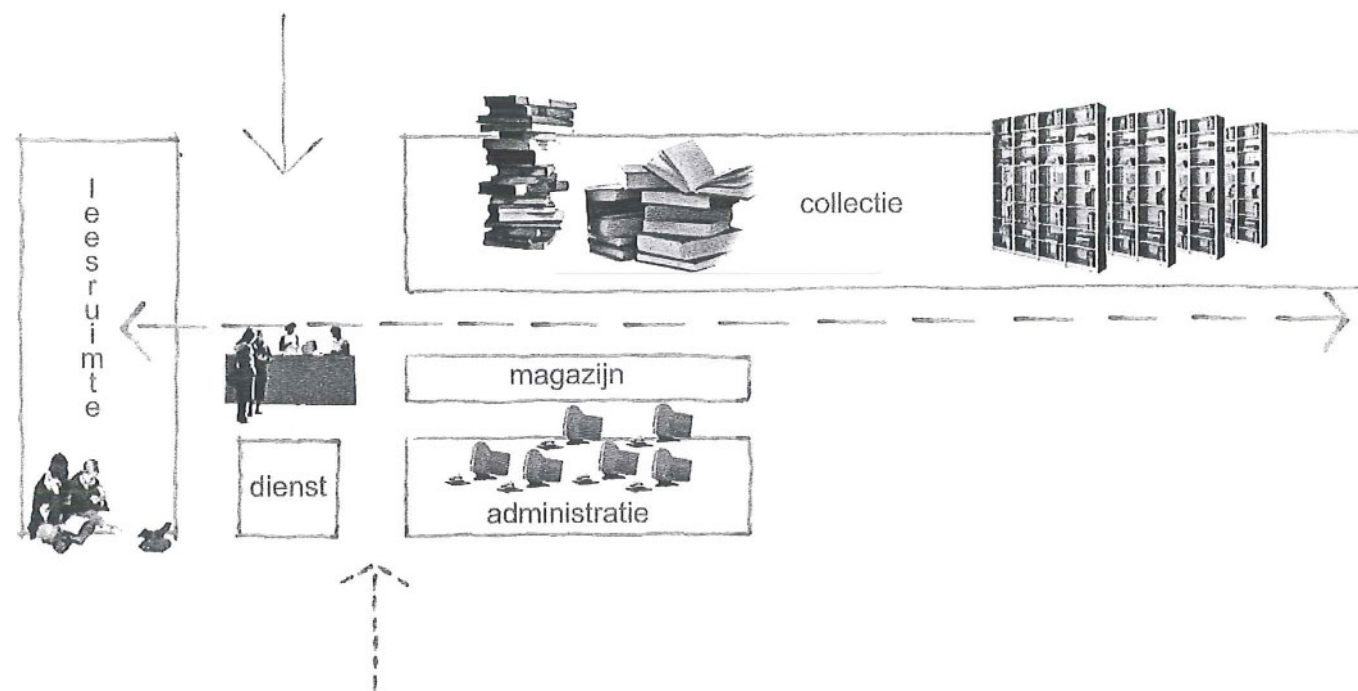 leesruimte
collectie
magazijn
dienst
administratie